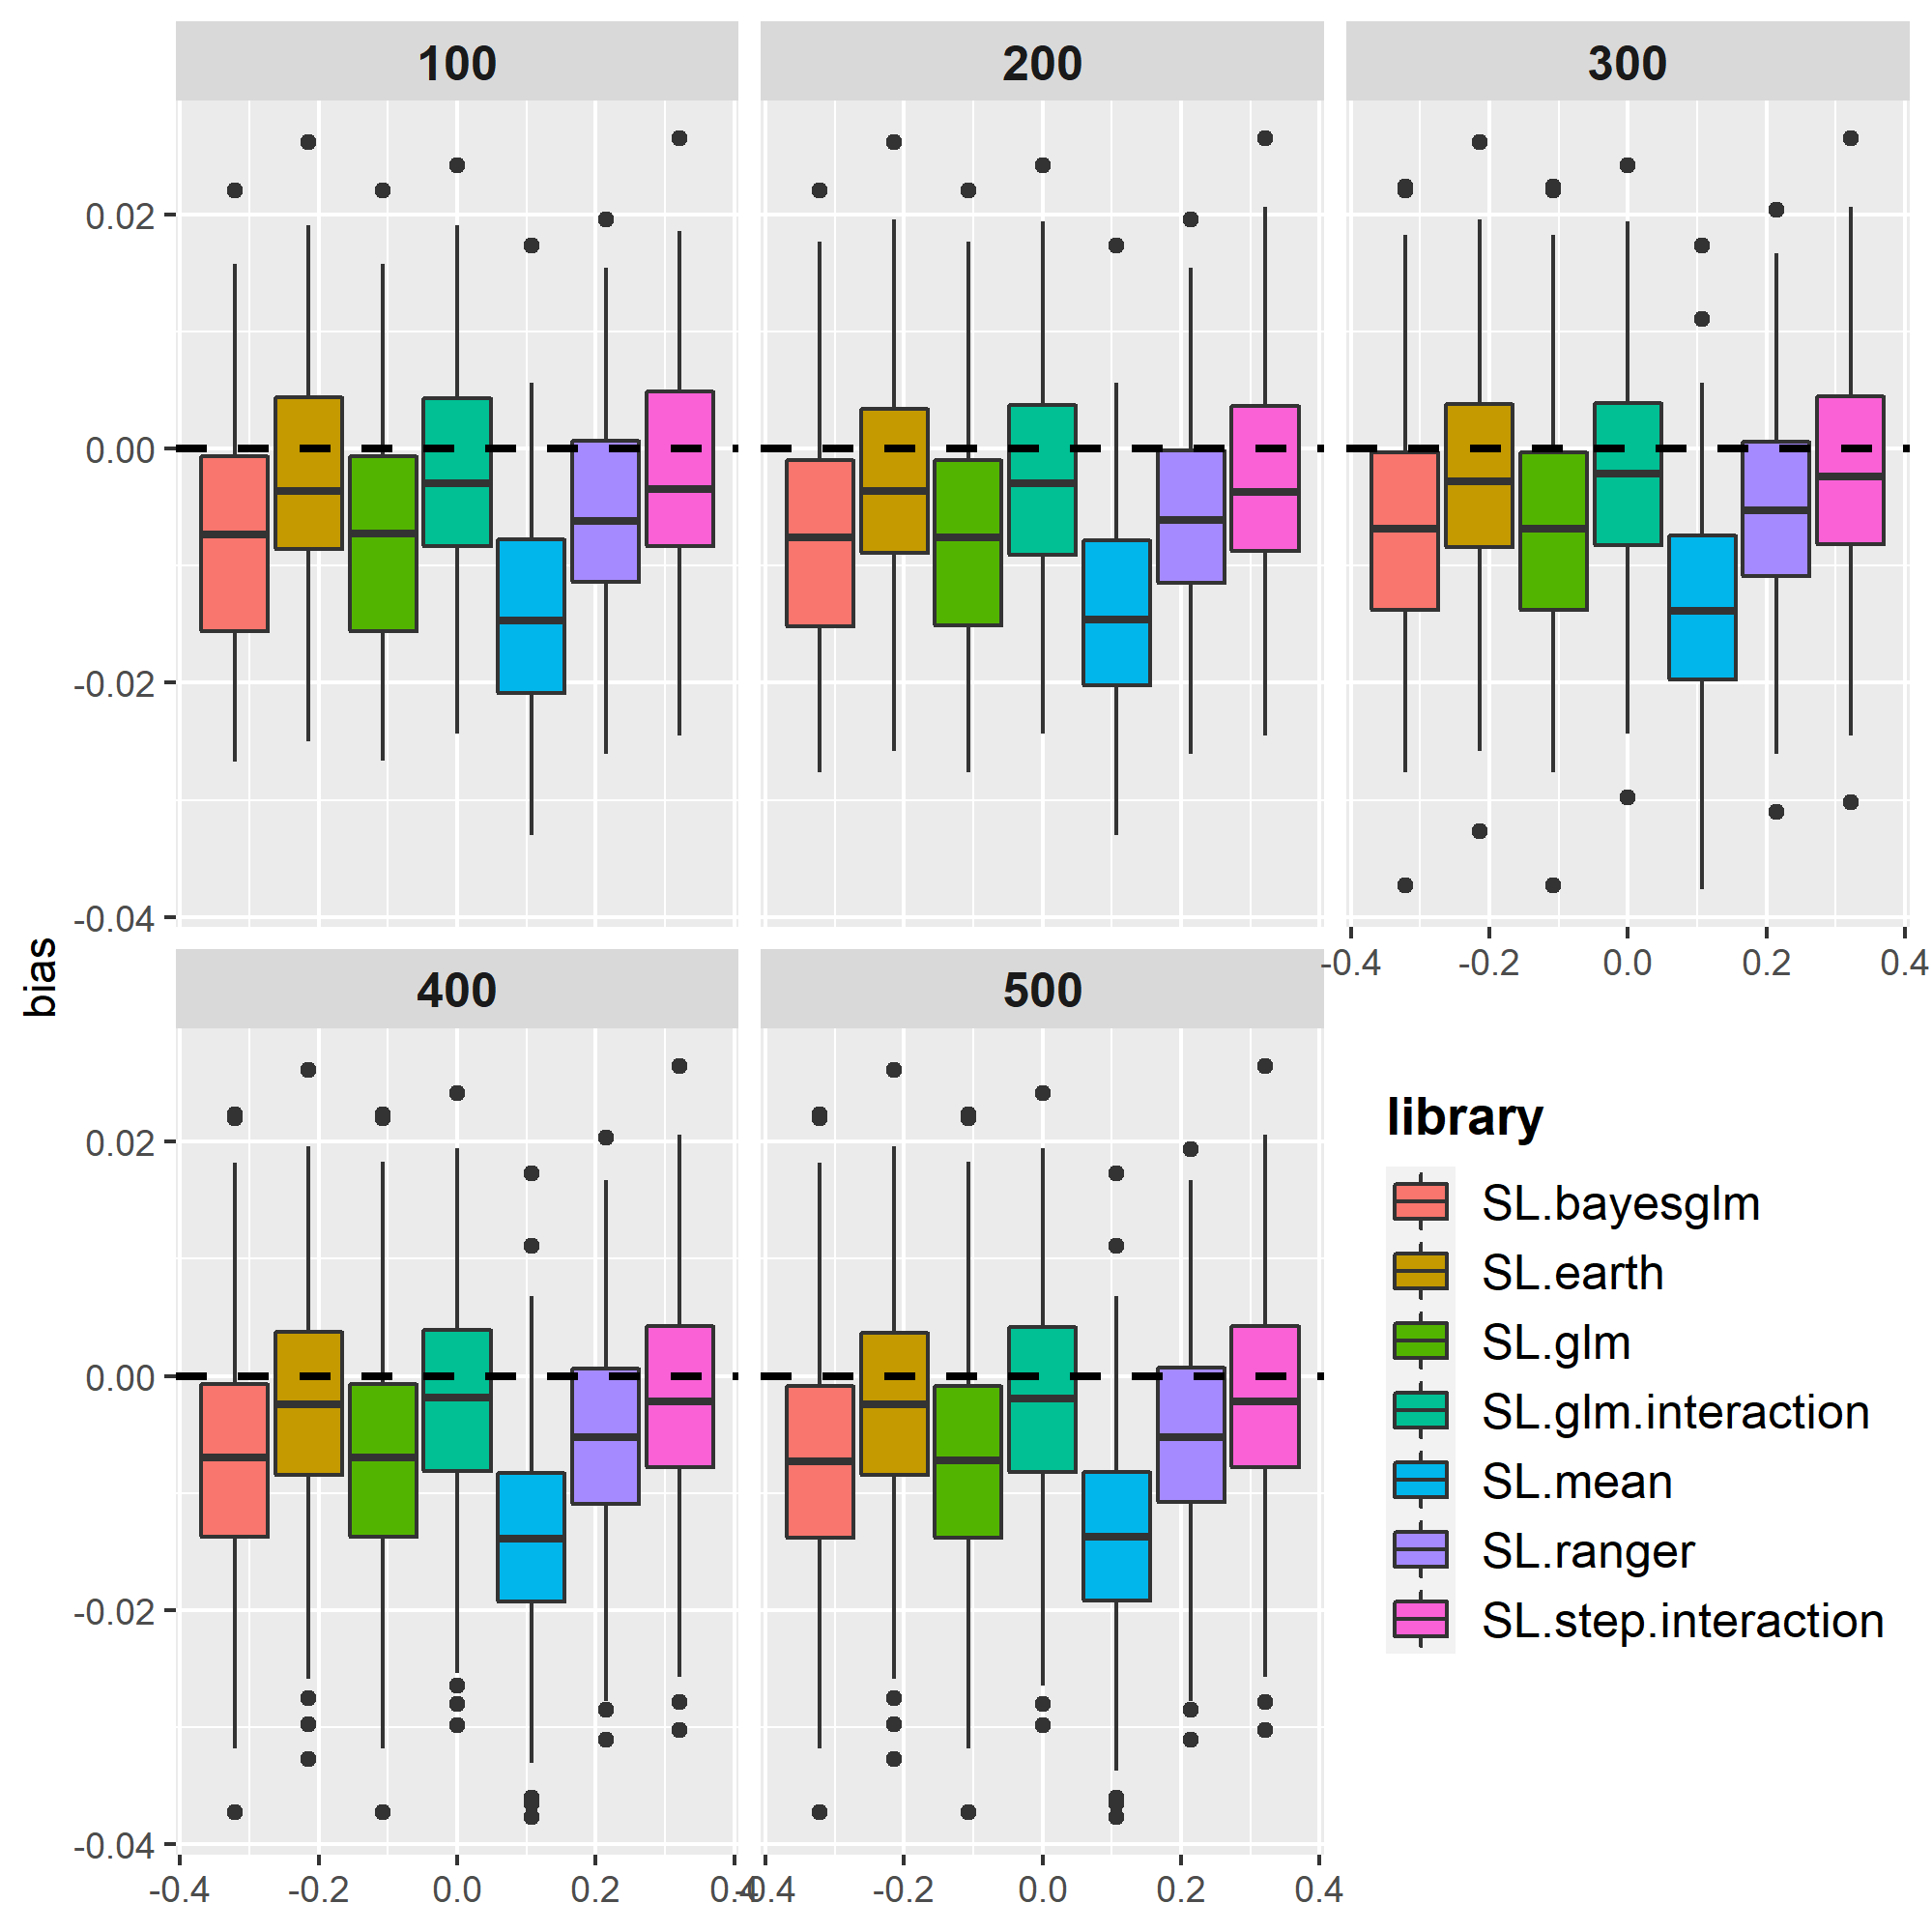 100 200 300
0.02
0.00
-0.02
-0.04
-0.4 -0.2 0.0 0.2 0.4
bias
400 500
0.02
0.00
-0.02
-0.04
-0.4 -0.2 0.0 0.2 0.4 -0.4 -0.2 0.0 0.2 0.4
library
SL.bayesglm
SL.earth
SL.glm
SL.glm.interaction
SL.mean
SL.ranger
SL.step.interaction